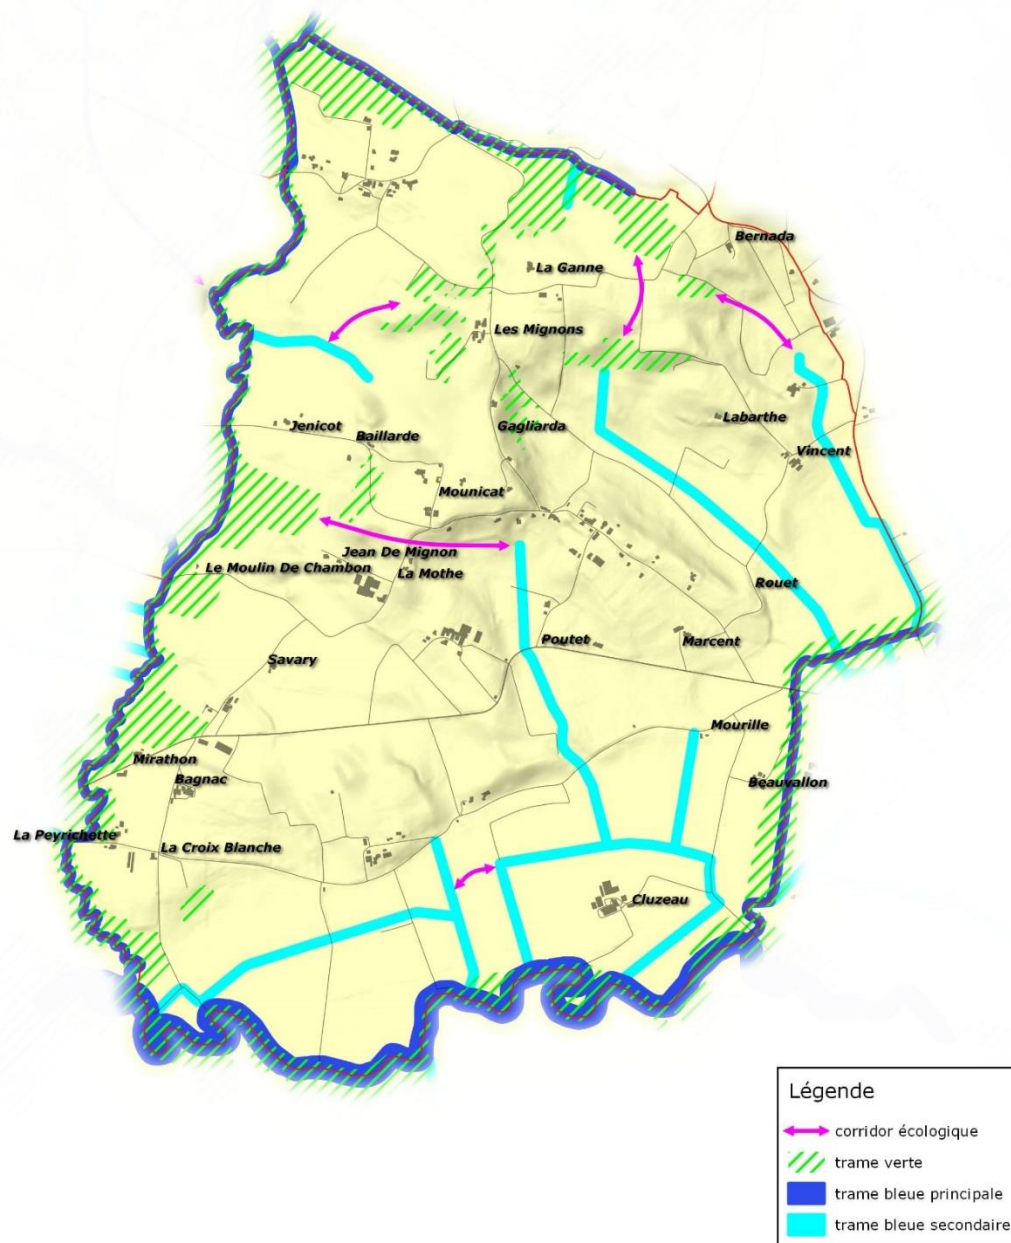 Bernada
La Ganne
Les Mignons
Labarthe
Jenicot
Gagliarda
Baillarde
Vincent
Mounicat
Jean De Mignon
Le Moulin De Chambon
La Mothe
Rouet
Poutet
Marcent
Savary
Mourille
Mirathon
Bagnac
Beauvallon
La Peyrichette
La Croix Blanche
Cluzeau
Légende
corridor écologique
trame verte
trame bleue principale
trame bleue secondaire